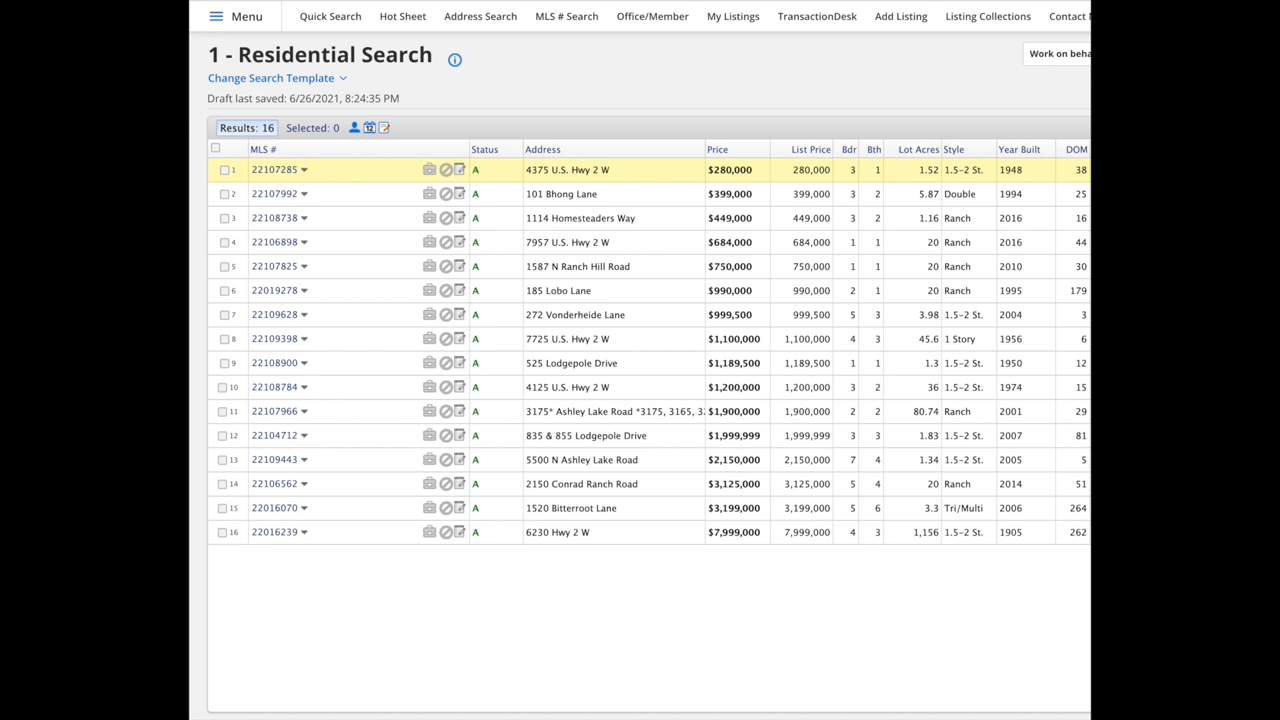 Menu Quick Search Hot Sheet Address Search MLS # Search Office/Member My Listings TransactionDesk Add Listing Listing Collections Contact
1 - Residential Search
Work on beha
Change Search Template
Draft last saved: 6/26/2021, 8:24:35 PM
Results: 16 Selected: 0 12
MLS # Status Address Price List Price Bdr Bth Lot Acres Style Year Built DOM
1 22107285 A 4375 U.S. Hwy 2 W $280,000 280,000 3 1 1.52 1.5-2 St. 1948 38
2 22107992 A 101 Bhong Lane $399,000 399,000 3 2 5.87 Double 1994 25
3 22108738 A 1114 Homesteaders Way $449,000 449,000 3 2 1.16 Ranch 2016 16
4 22106898 A 7957 U.S. Hwy 2 W $684,000 684,000 1 1 20 Ranch 2016 44
5 22107825 A 1587 N Ranch Hill Road $750,000 750,000 1 1 20 Ranch 2010 30
6 22019278 A 185 Lobo Lane $990,000 990,000 2 1 20 Ranch 1995 179
7 22109628 A 272 Vonderheide Lane $999,500 999,500 5 3 3.98 1.5-2 St. 2004 3
8 22109398 A 7725 U.S. Hwy 2 W $1,100,000 1,100,000 4 3 45.6 1 Story 1956 6
9 22108900 A 525 Lodgepole Drive $1,189,500 1,189,500 1 1 1.3 1.5-2 St. 1950 12
10 22108784 A 4125 U.S. Hwy 2 W $1,200,000 1,200,000 3 2 36 1.5-2 St. 1974 15
11 22107966 A 3175* Ashley Lake Road *3175, 3165, 3 $1,900,000 1,900,000 2 2 80.74 Ranch 2001 29
12 22104712 A 835 & 855 Lodgepole Drive $1,999,999 1,999,999 3 3 1.83 1.5-2 St. 2007 81
13 22109443 A 5500 N Ashley Lake Road $2,150,000 2,150,000 7 4 1.34 1.5-2 St. 2005 5
14 22106562 A 2150 Conrad Ranch Road $3,125,000 3,125,000 5 4 20 Ranch 2014 51
15 22016070 A 1520 Bitterroot Lane $3,199,000 3,199,000 5 6 3.3 Tri/Multi 2006 264
16 22016239 A 6230 Hwy 2 W $7,999,000 7,999,000 4 3 1,156 1.5-2 St. 1905 262